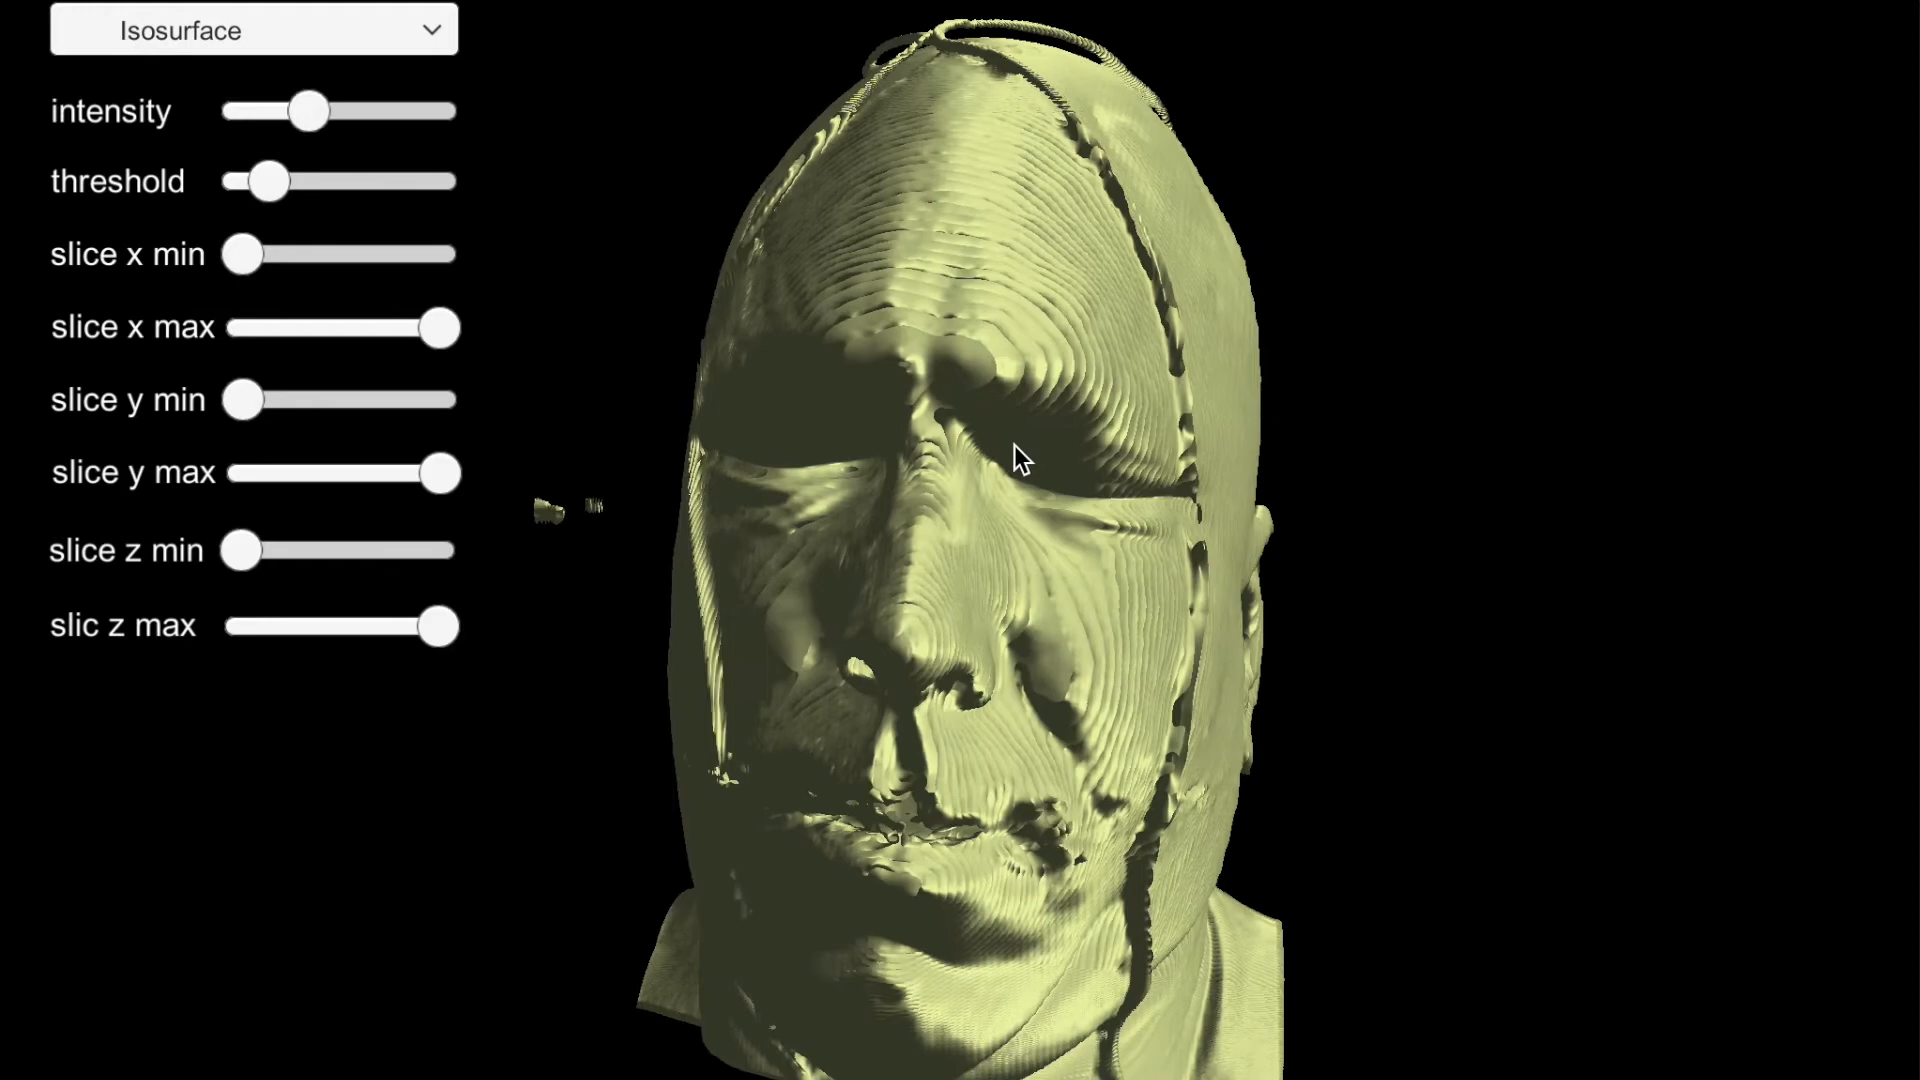 Isosurface
intensity
threshold
slice x min
slice x max
slice y min
slice y max
slice z min
slic z max